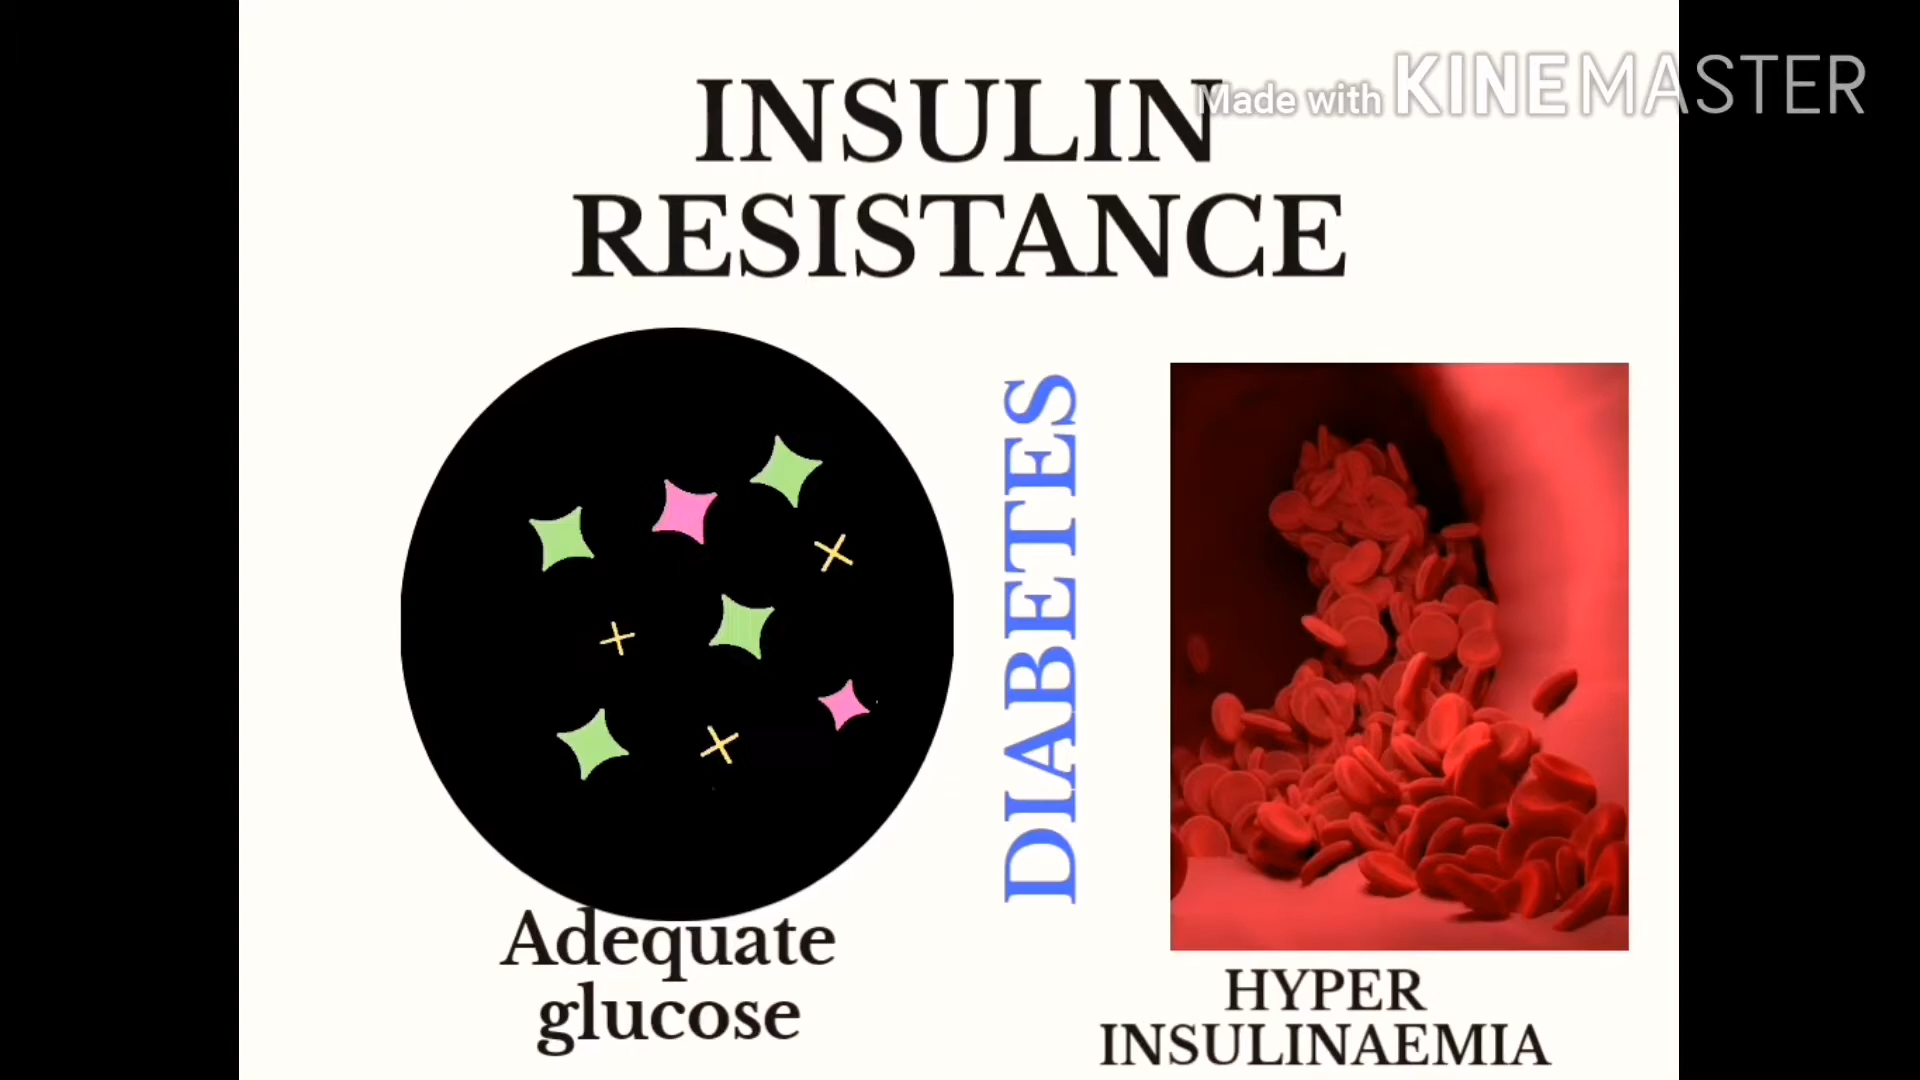 INSULIN
Made with KINEMASTER
RESISTANCE
DIABETES
Adequate
glucose
HYPER
INSULINAEMIA